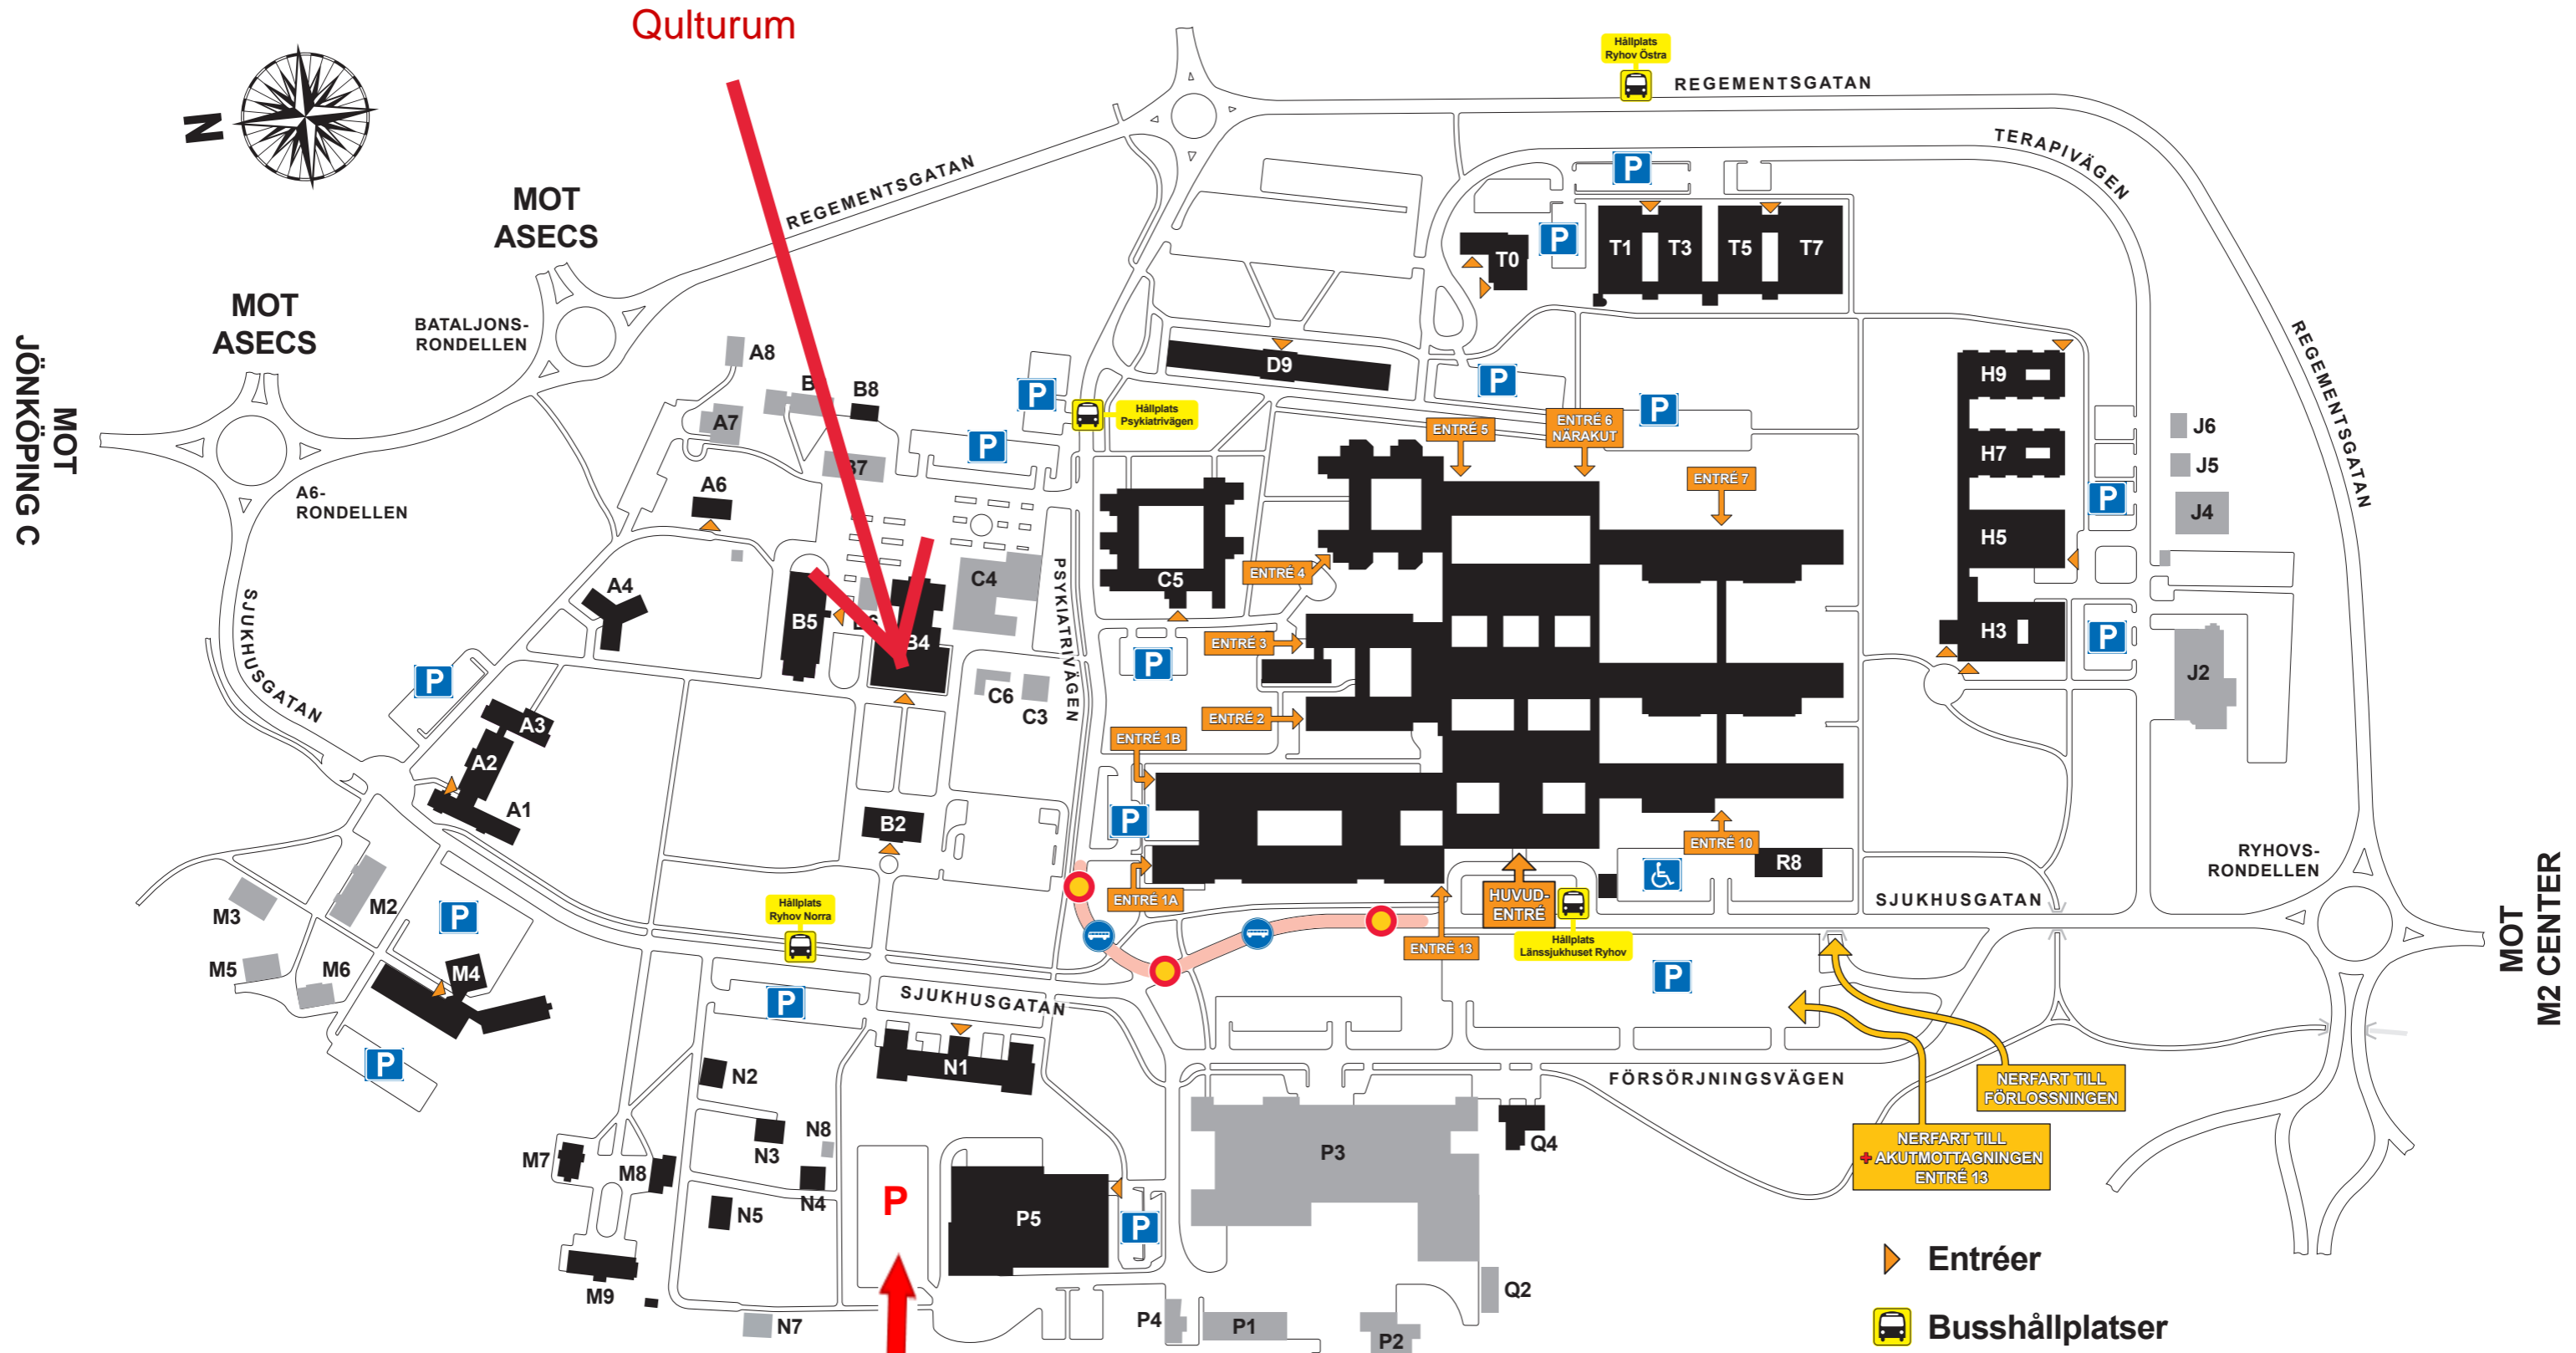 Qulturum
Hållplats
Ryhov Östra
REGEMENTSGATAN
TERAPIVÄGEN
N
MOT
ASECS
REGEMENTSGATAN
P
T1
T3
T5
T7
T0
P
MOT
ASECS
BATALJONS-
RONDELLEN
REGEMENTSGATAN
MOT
JÖNKÖPING C
A8
B
B8
A7
P
Hållplats
Psykiatrivägen
D9
P
P
H9
ENTRÉ 5
ENTRÉ 6
NÄRAKUT
J6
H7
J5
P
B7
A6
A6-
RONDELLEN
ENTRÉ 7
P
J4
H5
PSYKIATRIVÄGEN
C4
C5
ENTRÉ 4
SJUKHUSGATAN
A4
B5
B6
B4
ENTRÉ 3
H3
P
P
J2
P
C6
C3
A3
ENTRÉ 2
A2
ENTRÉ 1B
A1
B2
P
ENTRÉ 10
R8
RYHOVS-
RONDELLEN
MOT
M2 CENTER
M3
M2
P
Hållplats
Ryhov Norra
ENTRÉ 1A
HUVUD-
ENTRÉ
SJUKHUSGATAN
ENTRÉ 13
Hållplats
Länssjukhuset Ryhov
M5
M6
M4
P
P
SJUKHUSGATAN
P
N1
N2
FÖRSÖRJNINGSVÄGEN
NERFART TILL
FÖRLOSSNINGEN
N8
N3
Q4
P3
NERFART TILL
AKUTMOTTAGNINGEN
ENTRÉ 13
M7
M8
N4
P
N5
P5
P
Entréer
M9
Q2
N7
P4
P1
P2
Busshållplatser